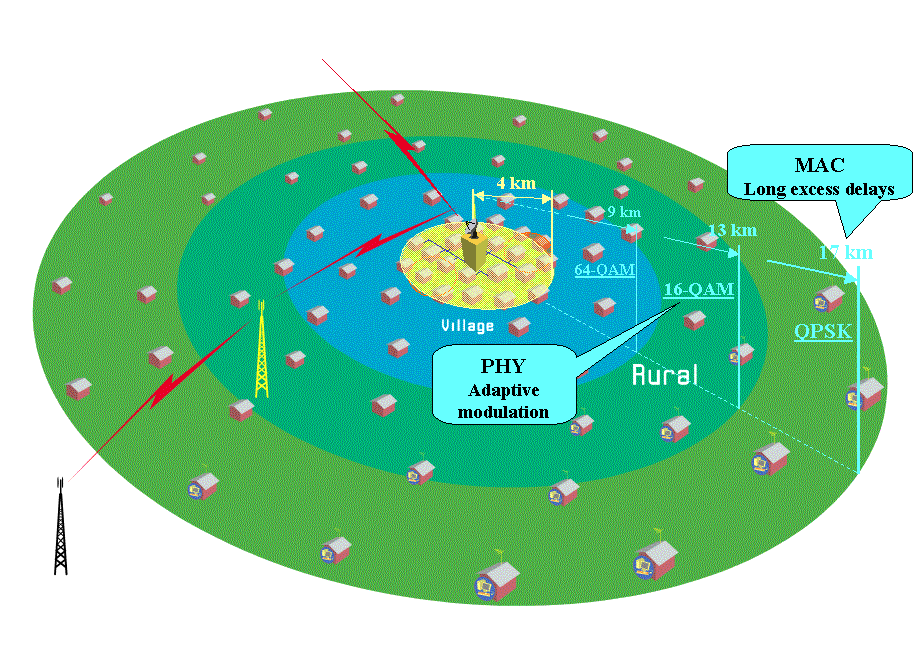 MAC
Long excess delays
4 km
9 km
13 km
17 km
64-QAM
16-QAM
QPSK
Village
PHY
Adaptive
modulation
Rural